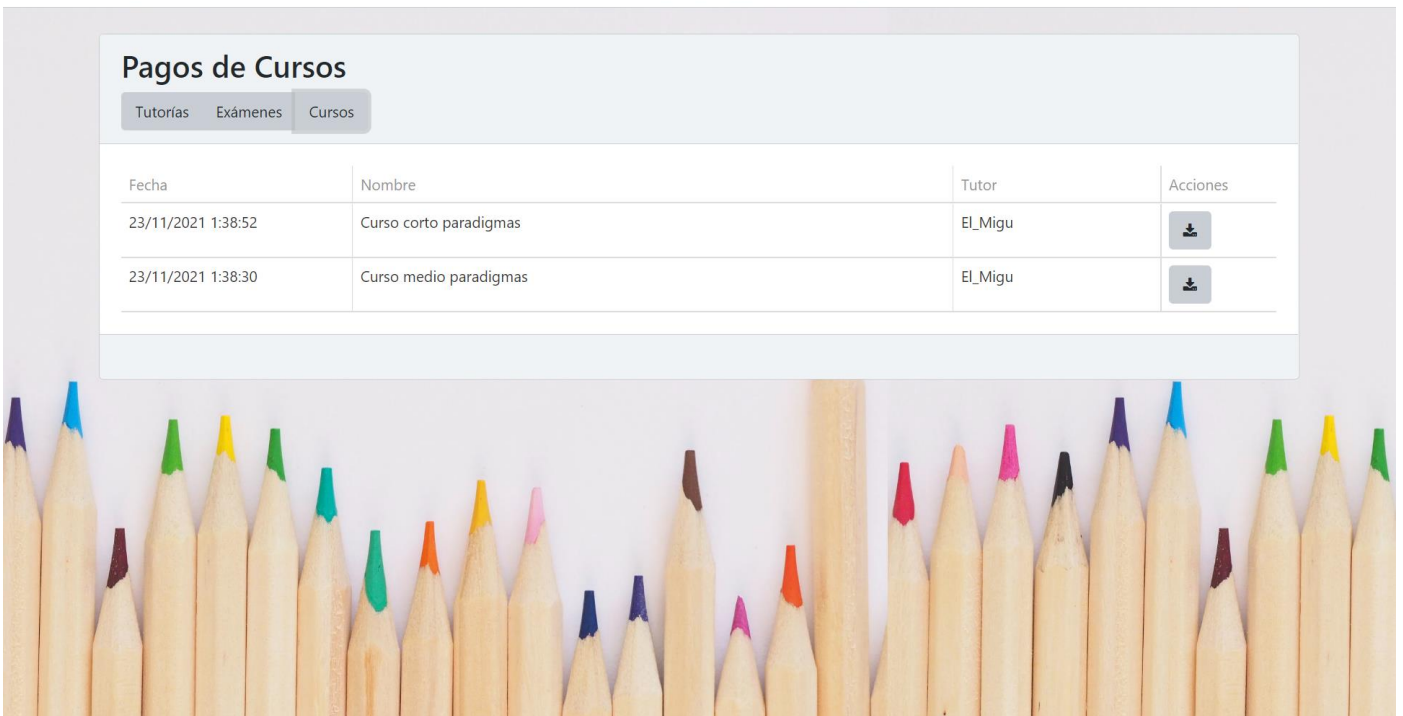 Pagos de Cursos
Tutorías Exámenes Cursos
Fecha Nombre Tutor Acciones
23/11/2021 1:38:52 Curso corto paradigmas El_Migu
23/11/2021 1:38:30 Curso medio paradigmas El_Migu